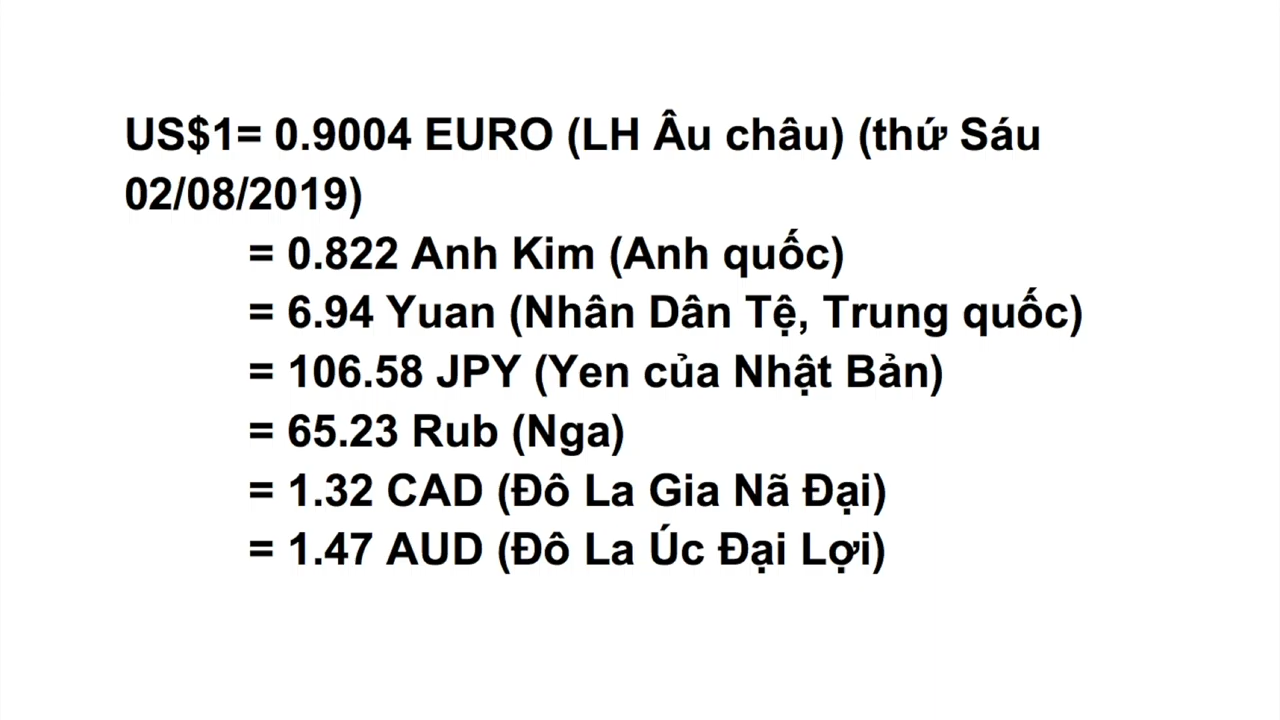 US$1= 0.9004 EURO (LH Âu châu) (thứ Sáu
02/08/2019)
= 0.822 Anh Kim (Anh quốc)
= 6.94 Yuan (Nhân Dân Tệ, Trung quốc)
= 106.58 JPY (Yen của Nhật Bản)
= 65.23 Rub (Nga)
= 1.32 CAD (Đô La Gia Nã Đại)
= 1.47 AUD (Đô La Úc Đại Lợi)